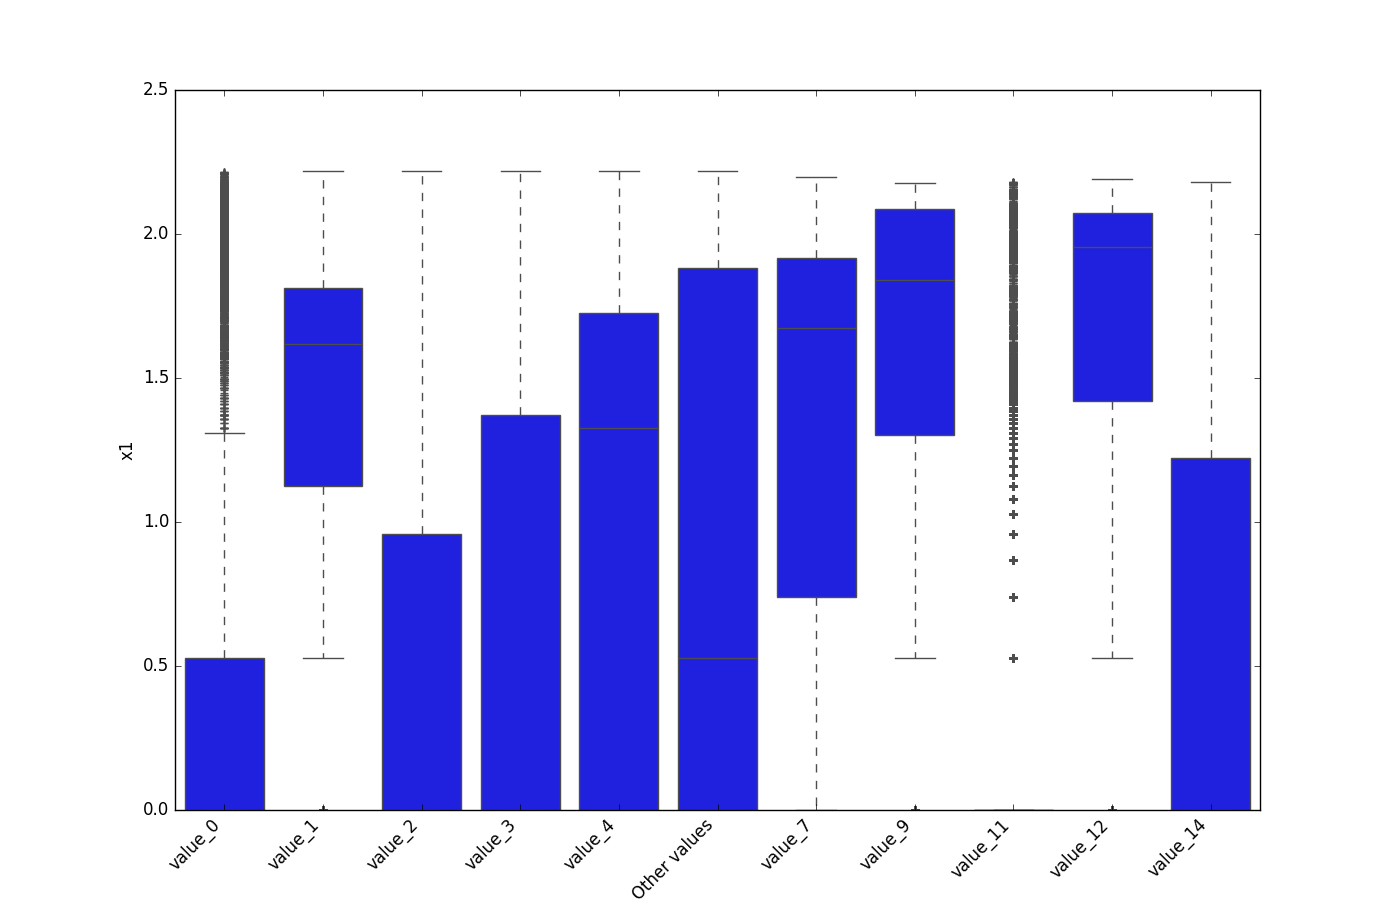 2.5
2.0
1.5
1.0
0.5
0.0
x1
value_0
value_1
value_2
value_3
value_4
Other values
value_7
value_9
value_11
value_12
value_14